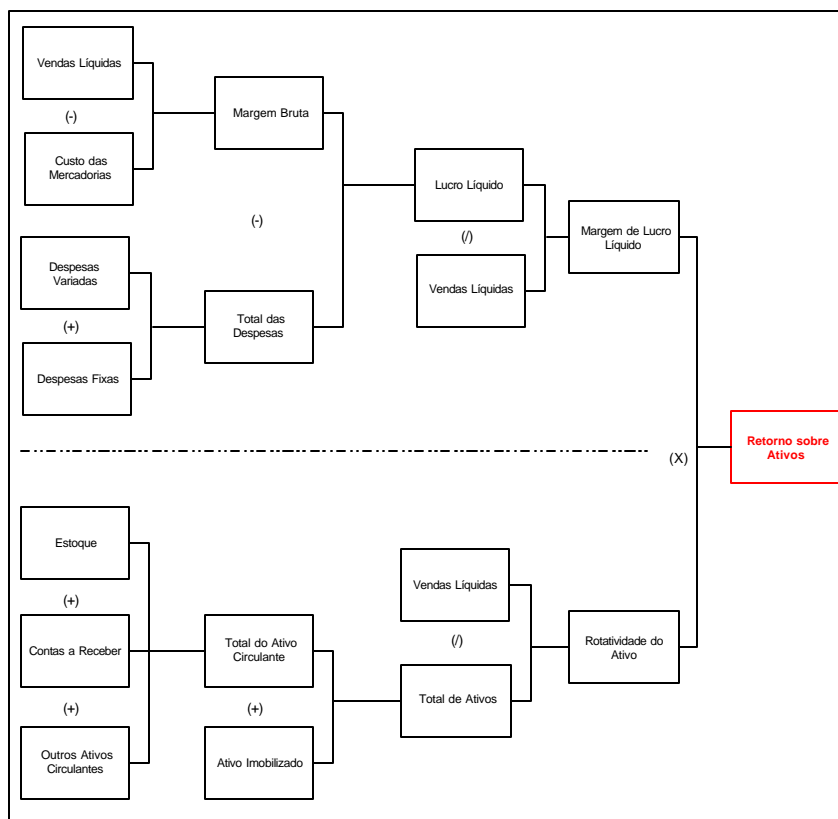 Vendas Líquidas
(-)
Custo das
Mercadorias
Margem Bruta
(-)
Despesas
Variadas
(+)
Despesas Fixas
Total das
Despesas
Lucro Líquido
(/)
Vendas Líquidas
Margem de Lucro
Líquido
Retorno sobre
Ativos
(X)
Estoque
(+)
Contas a Receber
(+)
Outros Ativos
Circulantes
Total do Ativo
Circulante
(+)
Ativo Imobilizado
Vendas Líquidas
(/)
Total de Ativos
Rotatividade do
Ativo